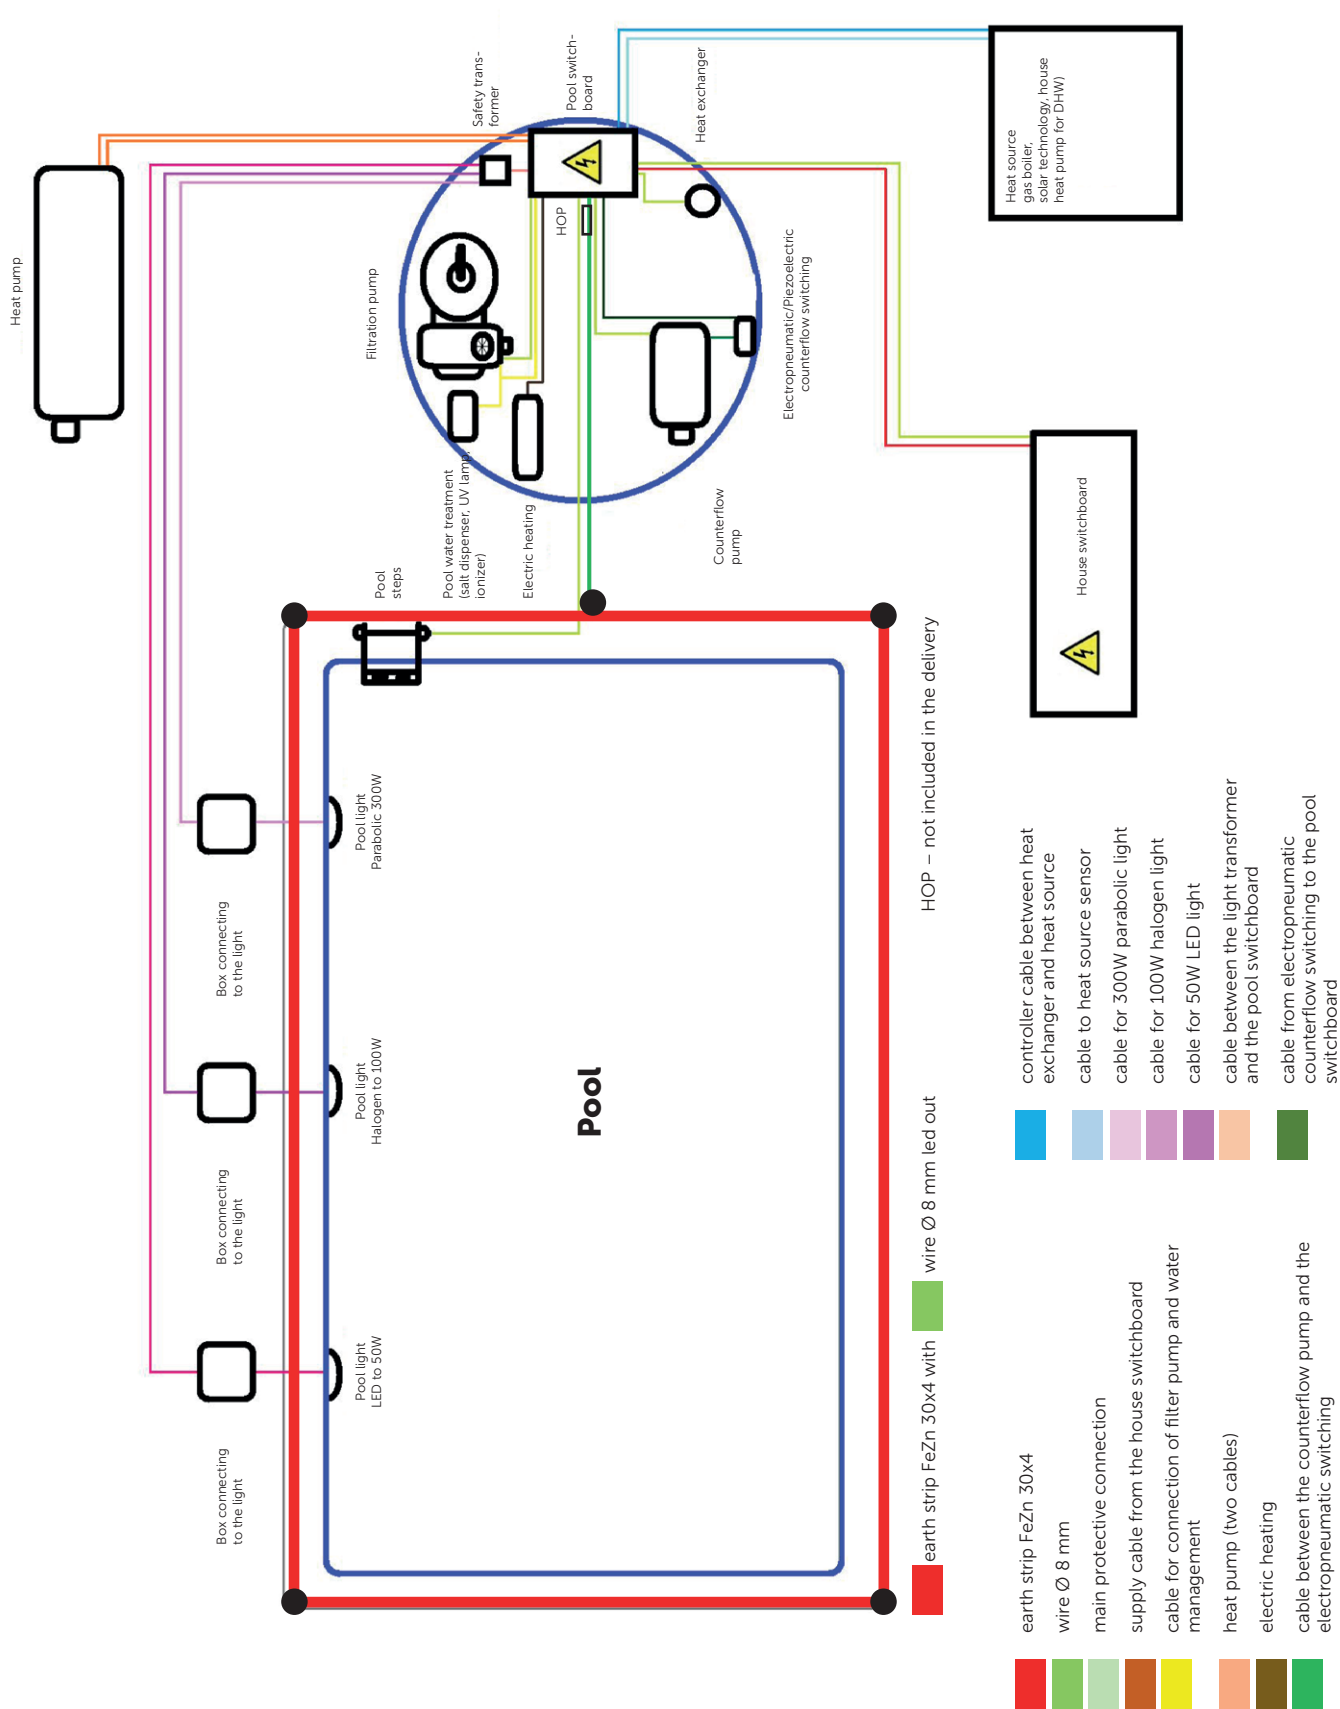 Heat pump
Safety trans-
former
Pool switch-
board
Heat exchanger
Heat source
gas boiler,
solar technology, house
heat pump for DHW)
Filtration pump
HOP
Electropneumatic/Piezoelectric
counterflow switching
Pool water treatment
(salt dispenser, UV lamp,
ionizer)
Electric heating
Counterflow
pump
House switchboard
Pool
steps
Box connecting
to the light
Box connecting
to the light
Box connecting
to the light
Pool light
LED to 50W
Pool light
Halogen to 100W
Pool light
Parabolic 300W
Pool
earth strip FeZn 30x4 with
wire Ø 8 mm led out
HOP – not included in the delivery
earth strip FeZn 30x4
wire Ø 8 mm
main protective connection
supply cable from the house switchboard
cable for connection of filter pump and water
management
heat pump (two cables)
electric heating
cable between the counterflow pump and the
electropneumatic switching
controller cable between heat
exchanger and heat source
cable to heat source sensor
cable for 300W parabolic light
cable for 100W halogen light
cable for 50W LED light
cable between the light transformer
and the pool switchboard
cable from electropneumatic
counterflow switching to the pool
switchboard